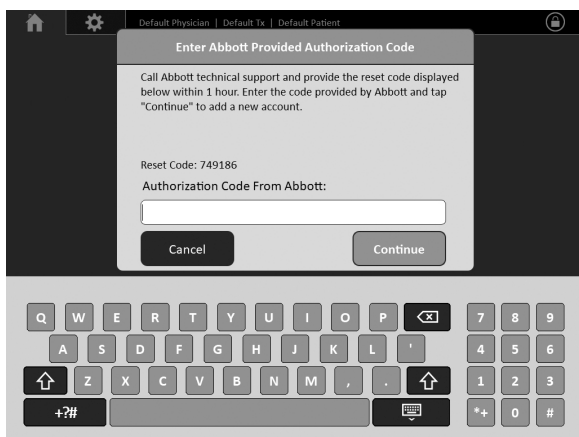 Default Physician | Default Tx | Default Patient
Enter Abbott Provided Authorization Code
Call Abbott technical support and provide the reset code displayed
below within 1 hour. Enter the code provided by Abbott and tap
"Continue" to add a new account.
Reset Code: 749186
Authorization Code From Abbott:
Cancel Continue
Q W E R T Y U I O P 7 8 9
A S D F G H J K L ' 4 5 6
Z X C V B N M , . 1 2 3
+?# *+ 0 #